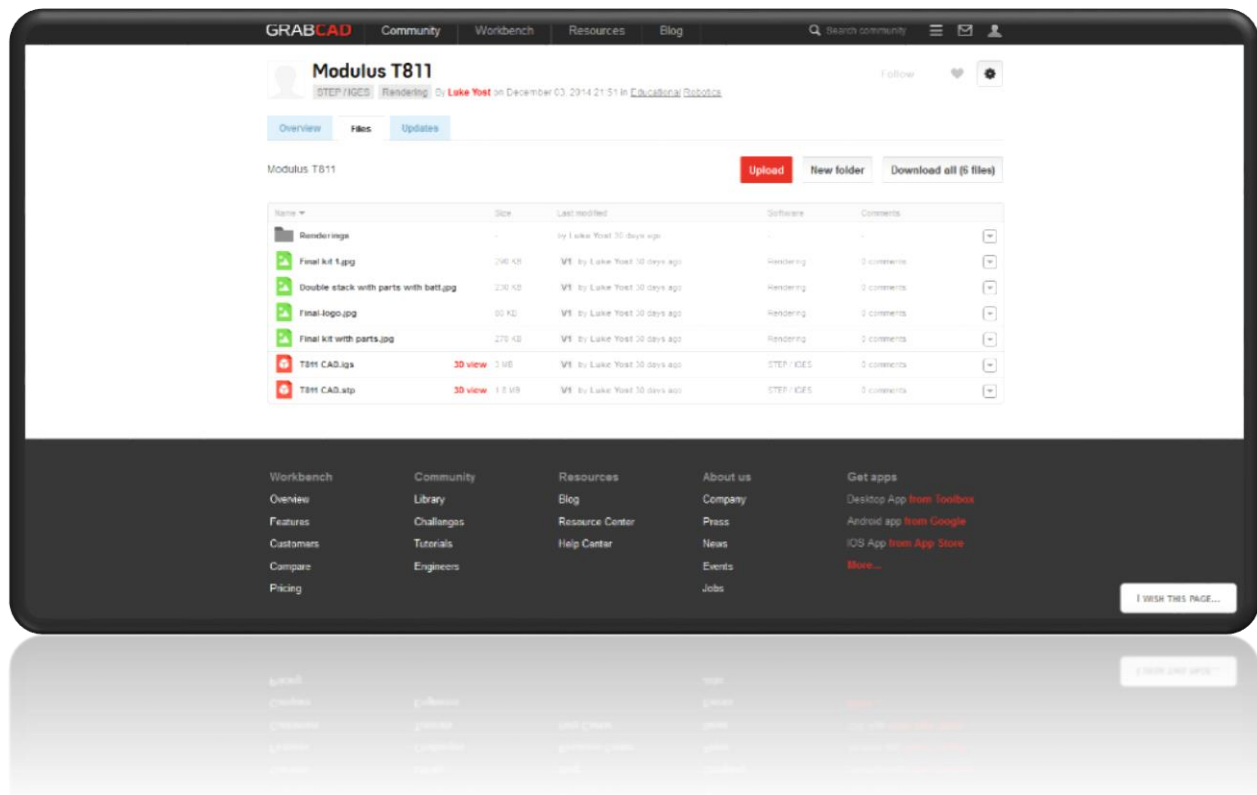 GRABCAD Community Workbench Resources Blog Search community
Modulus T811
STEP / IGES Rendering By Luke Yost on December 03, 2014 21:51 in Educational Robotics
Follow
Overview Files Updates
Modulus T811 Upload New folder Download all (6 files)
Name Size Last modified Software Comments
Renderings - by Luke Yost 30 days ago - -
Final kit 1.jpg KB V1 by Luke Yost 30 days ago Rendering 0 comments
Double stack with parts with batt.jpg KB V1 by Luke Yost 30 days ago Rendering 0 comments
Final-logo.jpg KB V1 by Luke Yost 30 days ago Rendering 0 comments
Final kit with parts.jpg KB V1 by Luke Yost 30 days ago Rendering 0 comments
T811 CAD.igs 3D view 3 MB V1 by Luke Yost 30 days ago STEP / IGES 0 comments
T811 CAD.stp 3D view MB V1 by Luke Yost 30 days ago STEP / IGES 0 comments
Workbench Community Resources About us Get apps
Overview Library Blog Company Desktop App from Toolbox
Features Challenges Resource Center Press Android app from Google
Customers Tutorials Help Center News IOS App from App Store
Compare Engineers Events More...
Pricing Jobs
I WISH THIS PAGE...